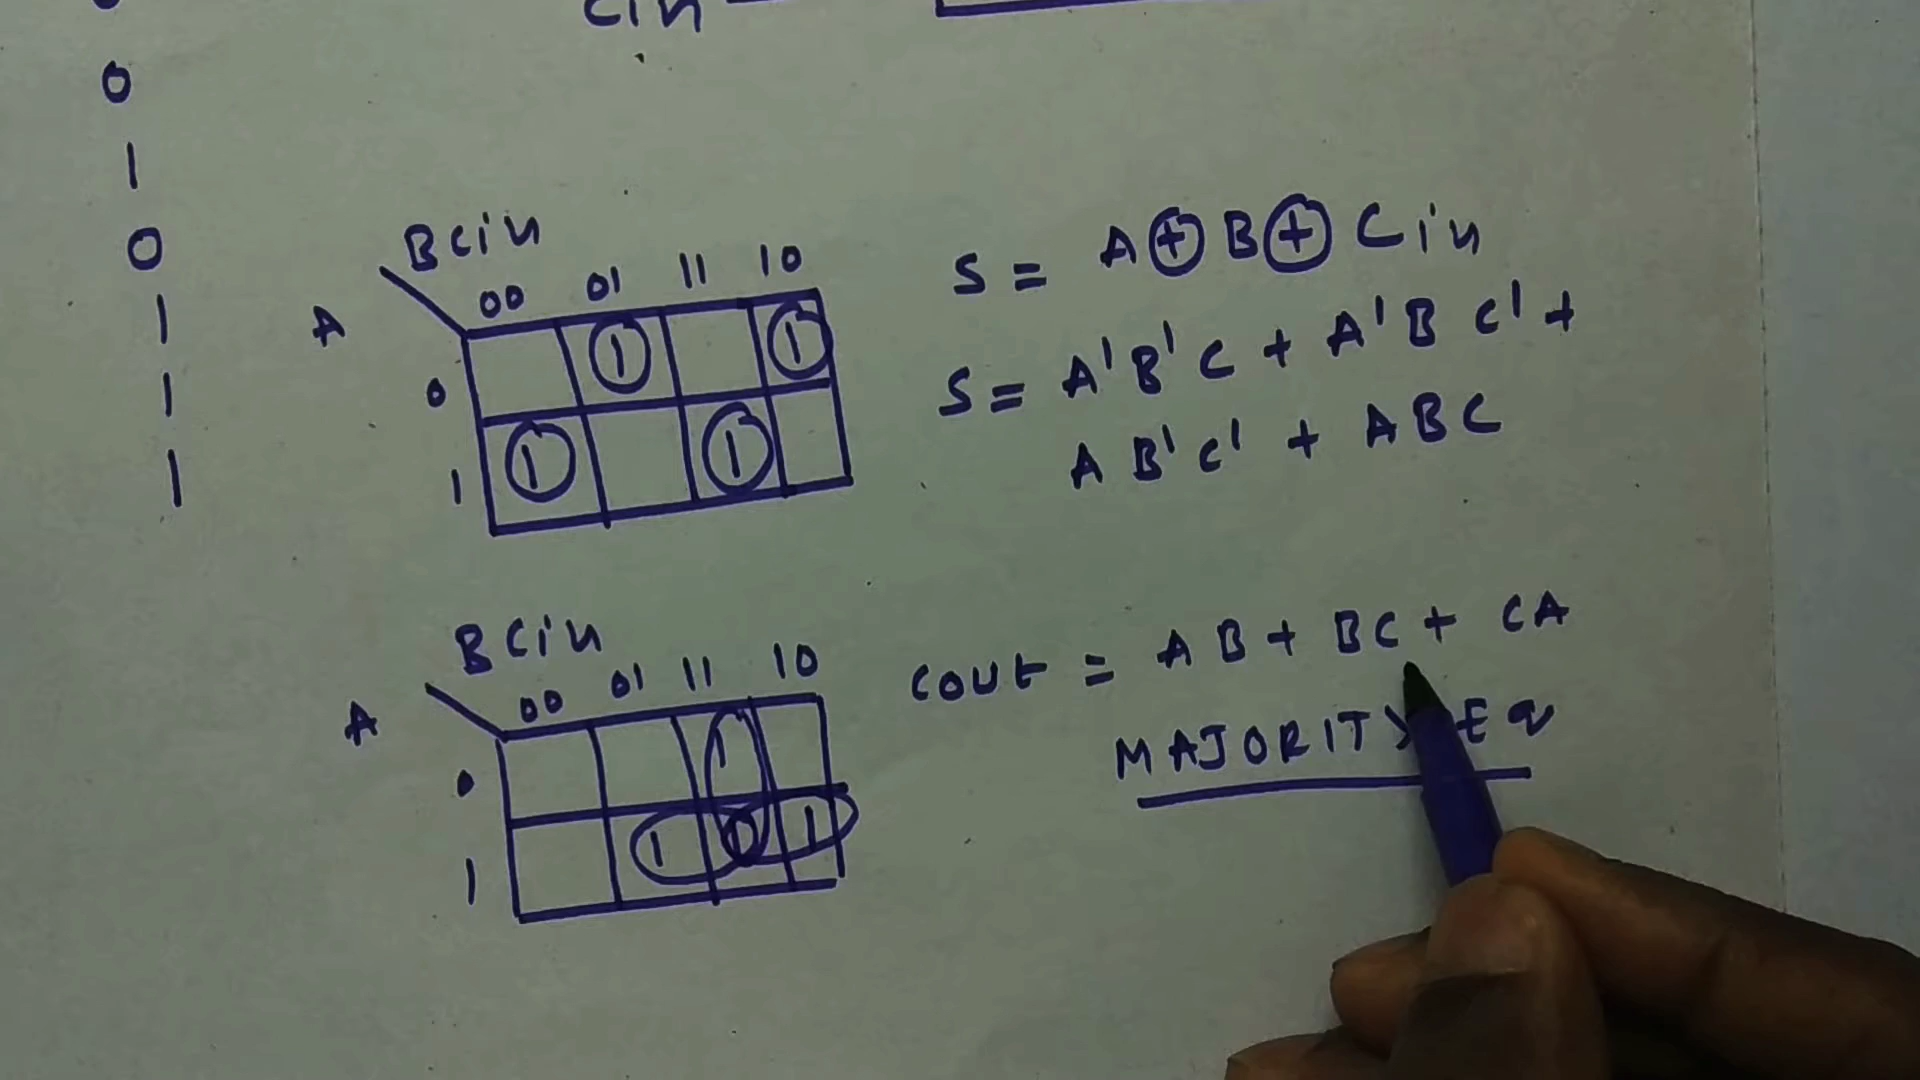 Cin
0
1
0
1
1
1
BCin
00 01 11 10
A
0 1 1
1 1 1
S = A⊕B⊕Cin
S = A'B'C + A'BC' +
AB'C' + ABC
BCin
00 01 11 10
A
0 1
1 1 1
cout = AB + BC + CA
MAJORITY Eq